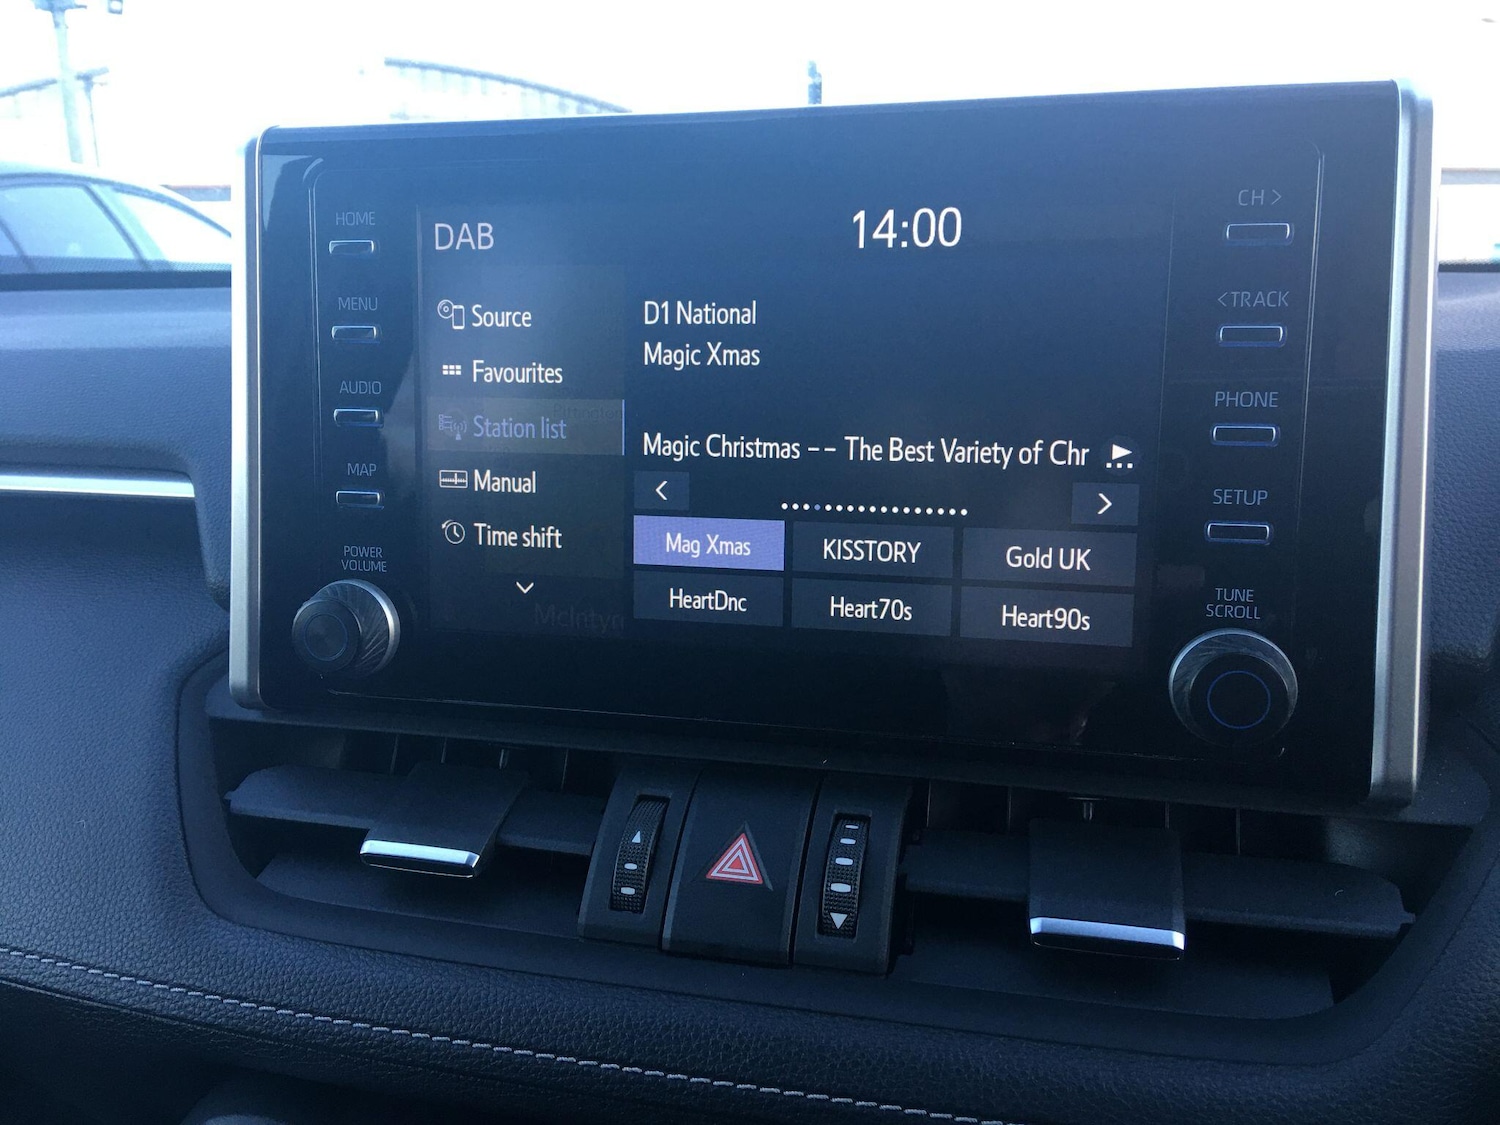 HOME
MENU
AUDIO
MAP
POWER
VOLUME
DAB
14:00
Source
Favourites
Station list
Manual
Time shift
D1 National
Magic Xmas
Magic Christmas -- The Best Variety of Chr
<
>
Mag Xmas
KISSTORY
Gold UK
HeartDnc
Heart70s
Heart90s
CH >
< TRACK
PHONE
SETUP
TUNE
SCROLL